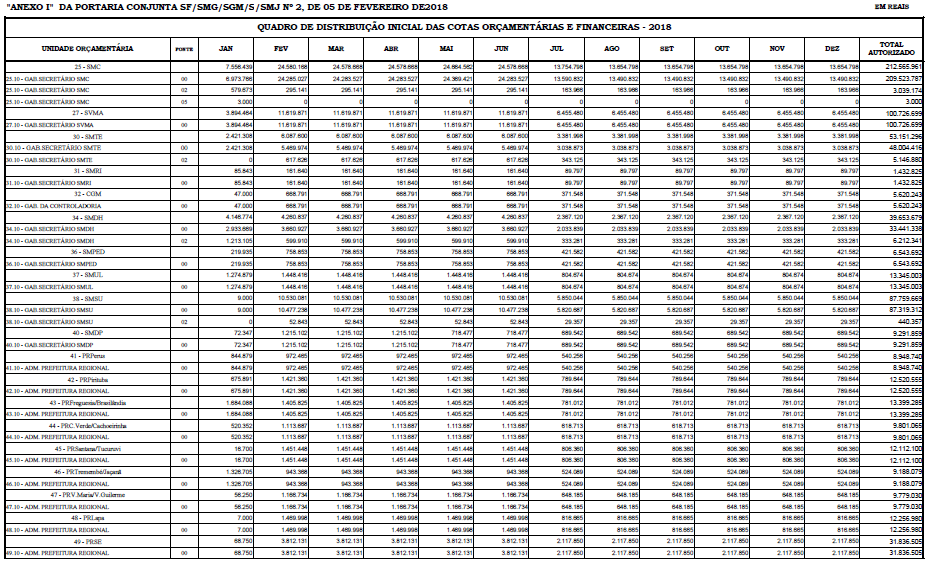 "ANEXO I" DA PORTARIA CONJUNTA SF/SMG/SGM/S/SMJ Nº 2, DE 05 DE FEVEREIRO DE2018 EM REAIS
QUADRO DE DISTRIBUIÇÃO INICIAL DAS COTAS ORÇAMENTÁRIAS E FINANCEIRAS - 2018
UNIDADE ORÇAMENTÁRIA FONTE JAN FEV MAR ABR MAI JUN JUL AGO SET OUT NOV DEZ TOTAL AUTORIZADO
25 - SMC 7.556.439 24.580.168 24.578.668 24.578.668 24.664.562 24.578.668 13.754.798 13.654.798 13.654.798 13.654.798 13.654.798 13.654.798 212.565.961
25.10 - GAB.SECRETÁRIO SMC 00 6.973.766 24.285.027 24.283.527 24.283.527 24.369.421 24.283.527 13.590.832 13.490.832 13.490.832 13.490.832 13.490.832 13.490.832 209.523.787
25.10 - GAB.SECRETÁRIO SMC 02 579.673 295.141 295.141 295.141 295.141 295.141 163.966 163.966 163.966 163.966 163.966 163.966 3.039.174
25.10 - GAB.SECRETÁRIO SMC 05 3.000 0 0 0 0 0 0 0 0 0 0 0 3.000
27 - SVMA 3.894.464 11.619.871 11.619.871 11.619.871 11.619.871 11.619.871 6.455.480 6.455.480 6.455.480 6.455.480 6.455.480 6.455.480 100.726.699
27.10 - GAB.SECRETÁRIO SVMA 00 3.894.464 11.619.871 11.619.871 11.619.871 11.619.871 11.619.871 6.455.480 6.455.480 6.455.480 6.455.480 6.455.480 6.455.480 100.726.699
30 - SMTE 2.421.308 6.087.600 6.087.600 6.087.600 6.087.600 6.087.600 3.381.998 3.381.998 3.381.998 3.381.998 3.381.998 3.381.998 53.151.296
30.10 - GAB.SECRETÁRIO SMTE 00 2.421.308 5.469.974 5.469.974 5.469.974 5.469.974 5.469.974 3.038.873 3.038.873 3.038.873 3.038.873 3.038.873 3.038.873 48.004.416
30.10 - GAB.SECRETÁRIO SMTE 02 0 617.626 617.626 617.626 617.626 617.626 343.125 343.125 343.125 343.125 343.125 343.125 5.146.880
31 - SMRI 85.843 161.640 161.640 161.640 161.640 161.640 89.797 89.797 89.797 89.797 89.797 89.797 1.432.825
31.10 - GAB.SECRETÁRIO SMRI 00 85.843 161.640 161.640 161.640 161.640 161.640 89.797 89.797 89.797 89.797 89.797 89.797 1.432.825
32 - CGM 47.000 668.791 668.791 668.791 668.791 668.791 371.548 371.548 371.548 371.548 371.548 371.548 5.620.243
32.10 - GAB. DA CONTROLADORIA 00 47.000 668.791 668.791 668.791 668.791 668.791 371.548 371.548 371.548 371.548 371.548 371.548 5.620.243
34 - SMDH 4.146.774 4.260.837 4.260.837 4.260.837 4.260.837 4.260.837 2.367.120 2.367.120 2.367.120 2.367.120 2.367.120 2.367.120 39.653.679
34.10 - GAB.SECRETÁRIO SMDH 00 2.933.669 3.660.927 3.660.927 3.660.927 3.660.927 3.660.927 2.033.839 2.033.839 2.033.839 2.033.839 2.033.839 2.033.839 33.441.338
34.10 - GAB.SECRETÁRIO SMDH 02 1.213.105 599.910 599.910 599.910 599.910 599.910 333.281 333.281 333.281 333.281 333.281 333.281 6.212.341
36 - SMPED 219.935 758.853 758.853 758.853 758.853 758.853 421.582 421.582 421.582 421.582 421.582 421.582 6.543.692
36.10 - GAB.SECRETÁRIO SMPED 00 219.935 758.853 758.853 758.853 758.853 758.853 421.582 421.582 421.582 421.582 421.582 421.582 6.543.692
37 - SMUL 1.274.879 1.448.416 1.448.416 1.448.416 1.448.416 1.448.416 804.674 804.674 804.674 804.674 804.674 804.674 13.345.003
37.10 - GAB.SECRETÁRIO SMUL 00 1.274.879 1.448.416 1.448.416 1.448.416 1.448.416 1.448.416 804.674 804.674 804.674 804.674 804.674 804.674 13.345.003
38 - SMSU 9.000 10.530.081 10.530.081 10.530.081 10.530.081 10.530.081 5.850.044 5.850.044 5.850.044 5.850.044 5.850.044 5.850.044 87.759.669
38.10 - GAB.SECRETÁRIO SMSU 00 9.000 10.477.238 10.477.238 10.477.238 10.477.238 10.477.238 5.820.687 5.820.687 5.820.687 5.820.687 5.820.687 5.820.687 87.319.312
38.10 - GAB.SECRETÁRIO SMSU 02 0 52.843 52.843 52.843 52.843 52.843 29.357 29.357 29.357 29.357 29.357 29.357 440.357
40 - SMDP 72.347 1.215.102 1.215.102 1.215.102 718.477 718.477 689.542 689.542 689.542 689.542 689.542 689.542 9.291.859
40.10 - GAB.SECRETÁRIO SMDP 00 72.347 1.215.102 1.215.102 1.215.102 718.477 718.477 689.542 689.542 689.542 689.542 689.542 689.542 9.291.859
41 - PRPerus 844.879 972.465 972.465 972.465 972.465 972.465 540.256 540.256 540.256 540.256 540.256 540.256 8.948.740
41.10 - ADM. PREFEITURA REGIONAL 00 844.879 972.465 972.465 972.465 972.465 972.465 540.256 540.256 540.256 540.256 540.256 540.256 8.948.740
42 - PRPirituba 675.891 1.421.360 1.421.360 1.421.360 1.421.360 1.421.360 789.644 789.644 789.644 789.644 789.644 789.644 12.520.555
42.10 - ADM. PREFEITURA REGIONAL 00 675.891 1.421.360 1.421.360 1.421.360 1.421.360 1.421.360 789.644 789.644 789.644 789.644 789.644 789.644 12.520.555
43 - PRFreguesia/Brasilândia 1.684.088 1.405.825 1.405.825 1.405.825 1.405.825 1.405.825 781.012 781.012 781.012 781.012 781.012 781.012 13.399.285
43.10 - ADM. PREFEITURA REGIONAL 00 1.684.088 1.405.825 1.405.825 1.405.825 1.405.825 1.405.825 781.012 781.012 781.012 781.012 781.012 781.012 13.399.285
44 - PRC.Verde/Cachoeirinha 520.352 1.113.687 1.113.687 1.113.687 1.113.687 1.113.687 618.713 618.713 618.713 618.713 618.713 618.713 9.801.065
44.10 - ADM. PREFEITURA REGIONAL 00 520.352 1.113.687 1.113.687 1.113.687 1.113.687 1.113.687 618.713 618.713 618.713 618.713 618.713 618.713 9.801.065
45 - PRSantana/Tucuruvi 16.700 1.451.448 1.451.448 1.451.448 1.451.448 1.451.448 806.360 806.360 806.360 806.360 806.360 806.360 12.112.100
45.10 - ADM. PREFEITURA REGIONAL 00 16.700 1.451.448 1.451.448 1.451.448 1.451.448 1.451.448 806.360 806.360 806.360 806.360 806.360 806.360 12.112.100
46 - PRTremembé/Jaçanã 1.326.705 943.368 943.368 943.368 943.368 943.368 524.089 524.089 524.089 524.089 524.089 524.089 9.188.079
46.10 - ADM. PREFEITURA REGIONAL 00 1.326.705 943.368 943.368 943.368 943.368 943.368 524.089 524.089 524.089 524.089 524.089 524.089 9.188.079
47 - PRV.Maria/V.Guilherme 56.250 1.166.734 1.166.734 1.166.734 1.166.734 1.166.734 648.185 648.185 648.185 648.185 648.185 648.185 9.779.030
47.10 - ADM. PREFEITURA REGIONAL 00 56.250 1.166.734 1.166.734 1.166.734 1.166.734 1.166.734 648.185 648.185 648.185 648.185 648.185 648.185 9.779.030
48 - PRLapa 7.000 1.469.998 1.469.998 1.469.998 1.469.998 1.469.998 816.665 816.665 816.665 816.665 816.665 816.665 12.256.980
48.10 - ADM. PREFEITURA REGIONAL 00 7.000 1.469.998 1.469.998 1.469.998 1.469.998 1.469.998 816.665 816.665 816.665 816.665 816.665 816.665 12.256.980
49 - PRSE 68.750 3.812.131 3.812.131 3.812.131 3.812.131 3.812.131 2.117.850 2.117.850 2.117.850 2.117.850 2.117.850 2.117.850 31.836.505
49.10 - ADM. PREFEITURA REGIONAL 00 68.750 3.812.131 3.812.131 3.812.131 3.812.131 3.812.131 2.117.850 2.117.850 2.117.850 2.117.850 2.117.850 2.117.850 31.836.505